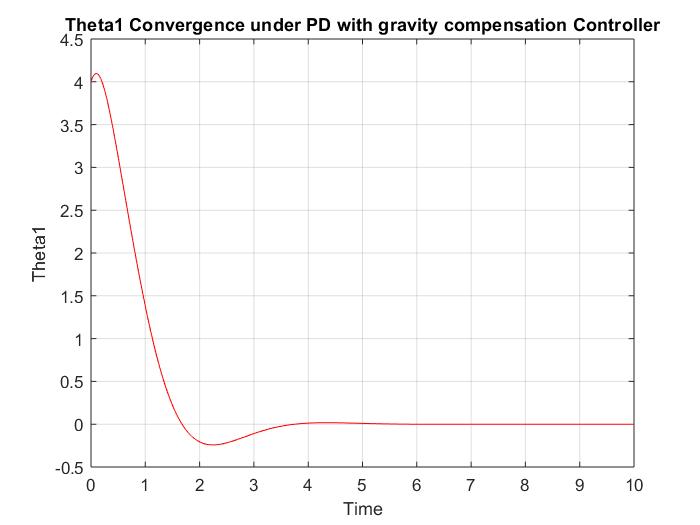 Theta1 Convergence under PD with gravity compensation Controller
4.5
4
3.5
3
2.5
2
1.5
1
0.5
0
-0.5
Theta1
0 1 2 3 4 5 6 7 8 9 10
Time